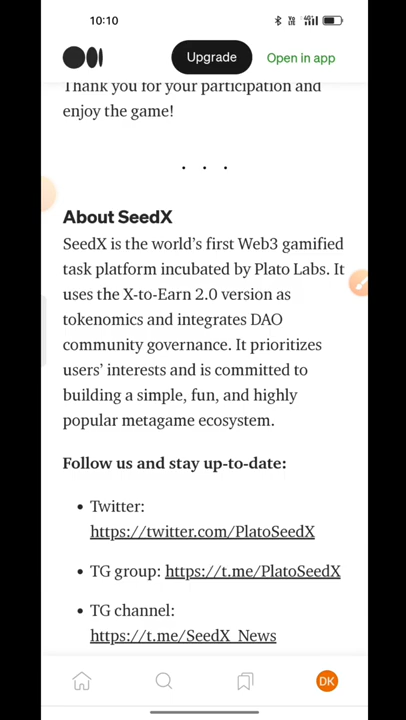 10:10
Upgrade
Open in app
Thank you for your participation and
enjoy the game!
. . .
About SeedX
SeedX is the world’s first Web3 gamified
task platform incubated by Plato Labs. It
uses the X-to-Earn 2.0 version as
tokenomics and integrates DAO
community governance. It prioritizes
users’ interests and is committed to
building a simple, fun, and highly
popular metagame ecosystem.
Follow us and stay up-to-date:
• Twitter:
https://twitter.com/PlatoSeedX
• TG group: https://t.me/PlatoSeedX
• TG channel:
https://t.me/SeedX_News
DK